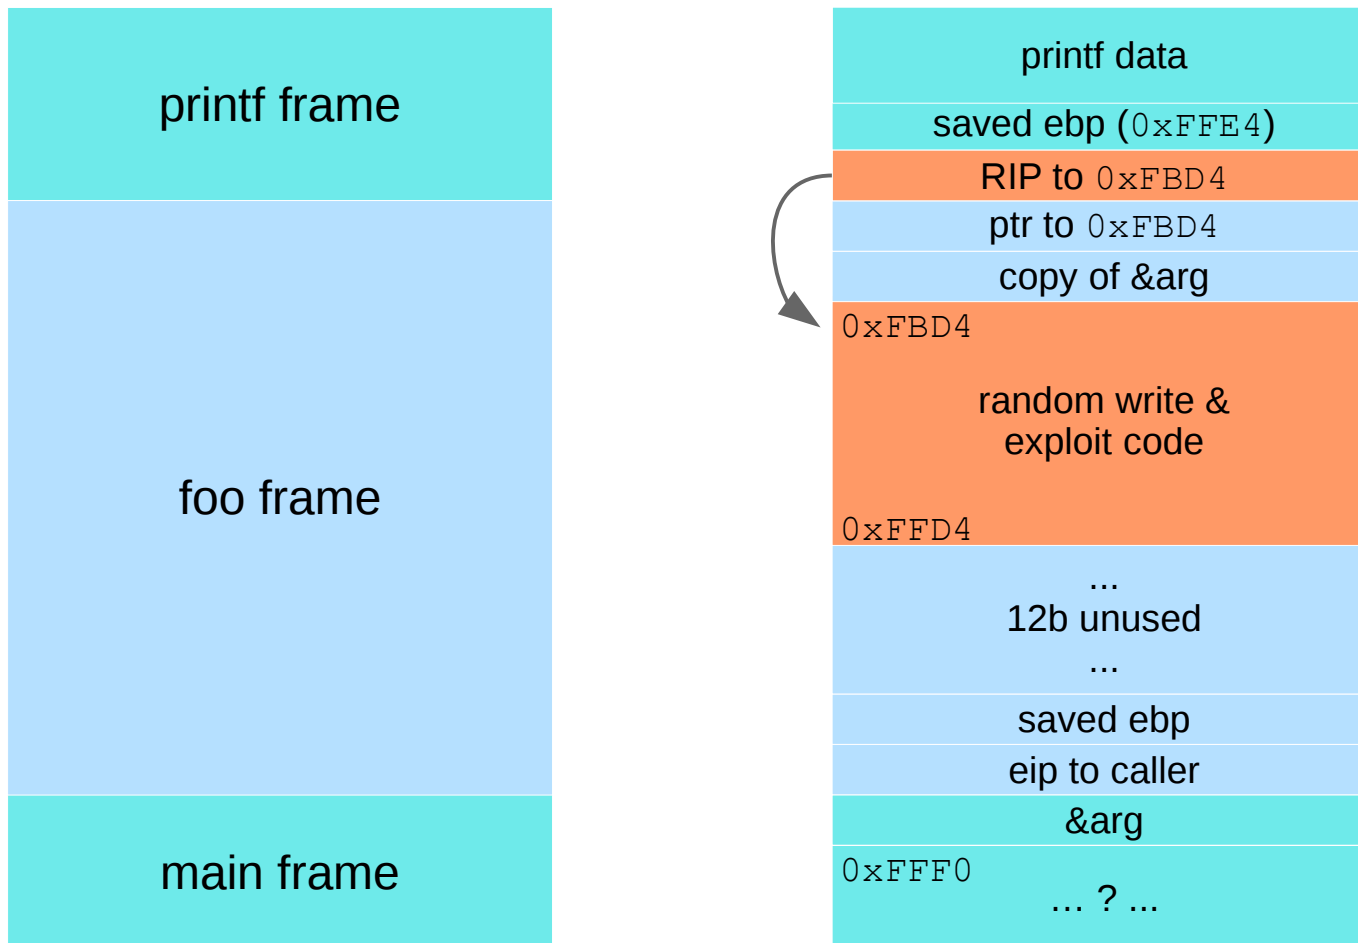 printf frame
foo frame
main frame
printf data
saved ebp (0xFFE4)
RIP to 0xFBD4
ptr to 0xFBD4
copy of &arg
0xFBD4
random write &
exploit code
0xFFD4
...
12b unused
...
saved ebp
eip to caller
&arg
0xFFF0
… ? ...